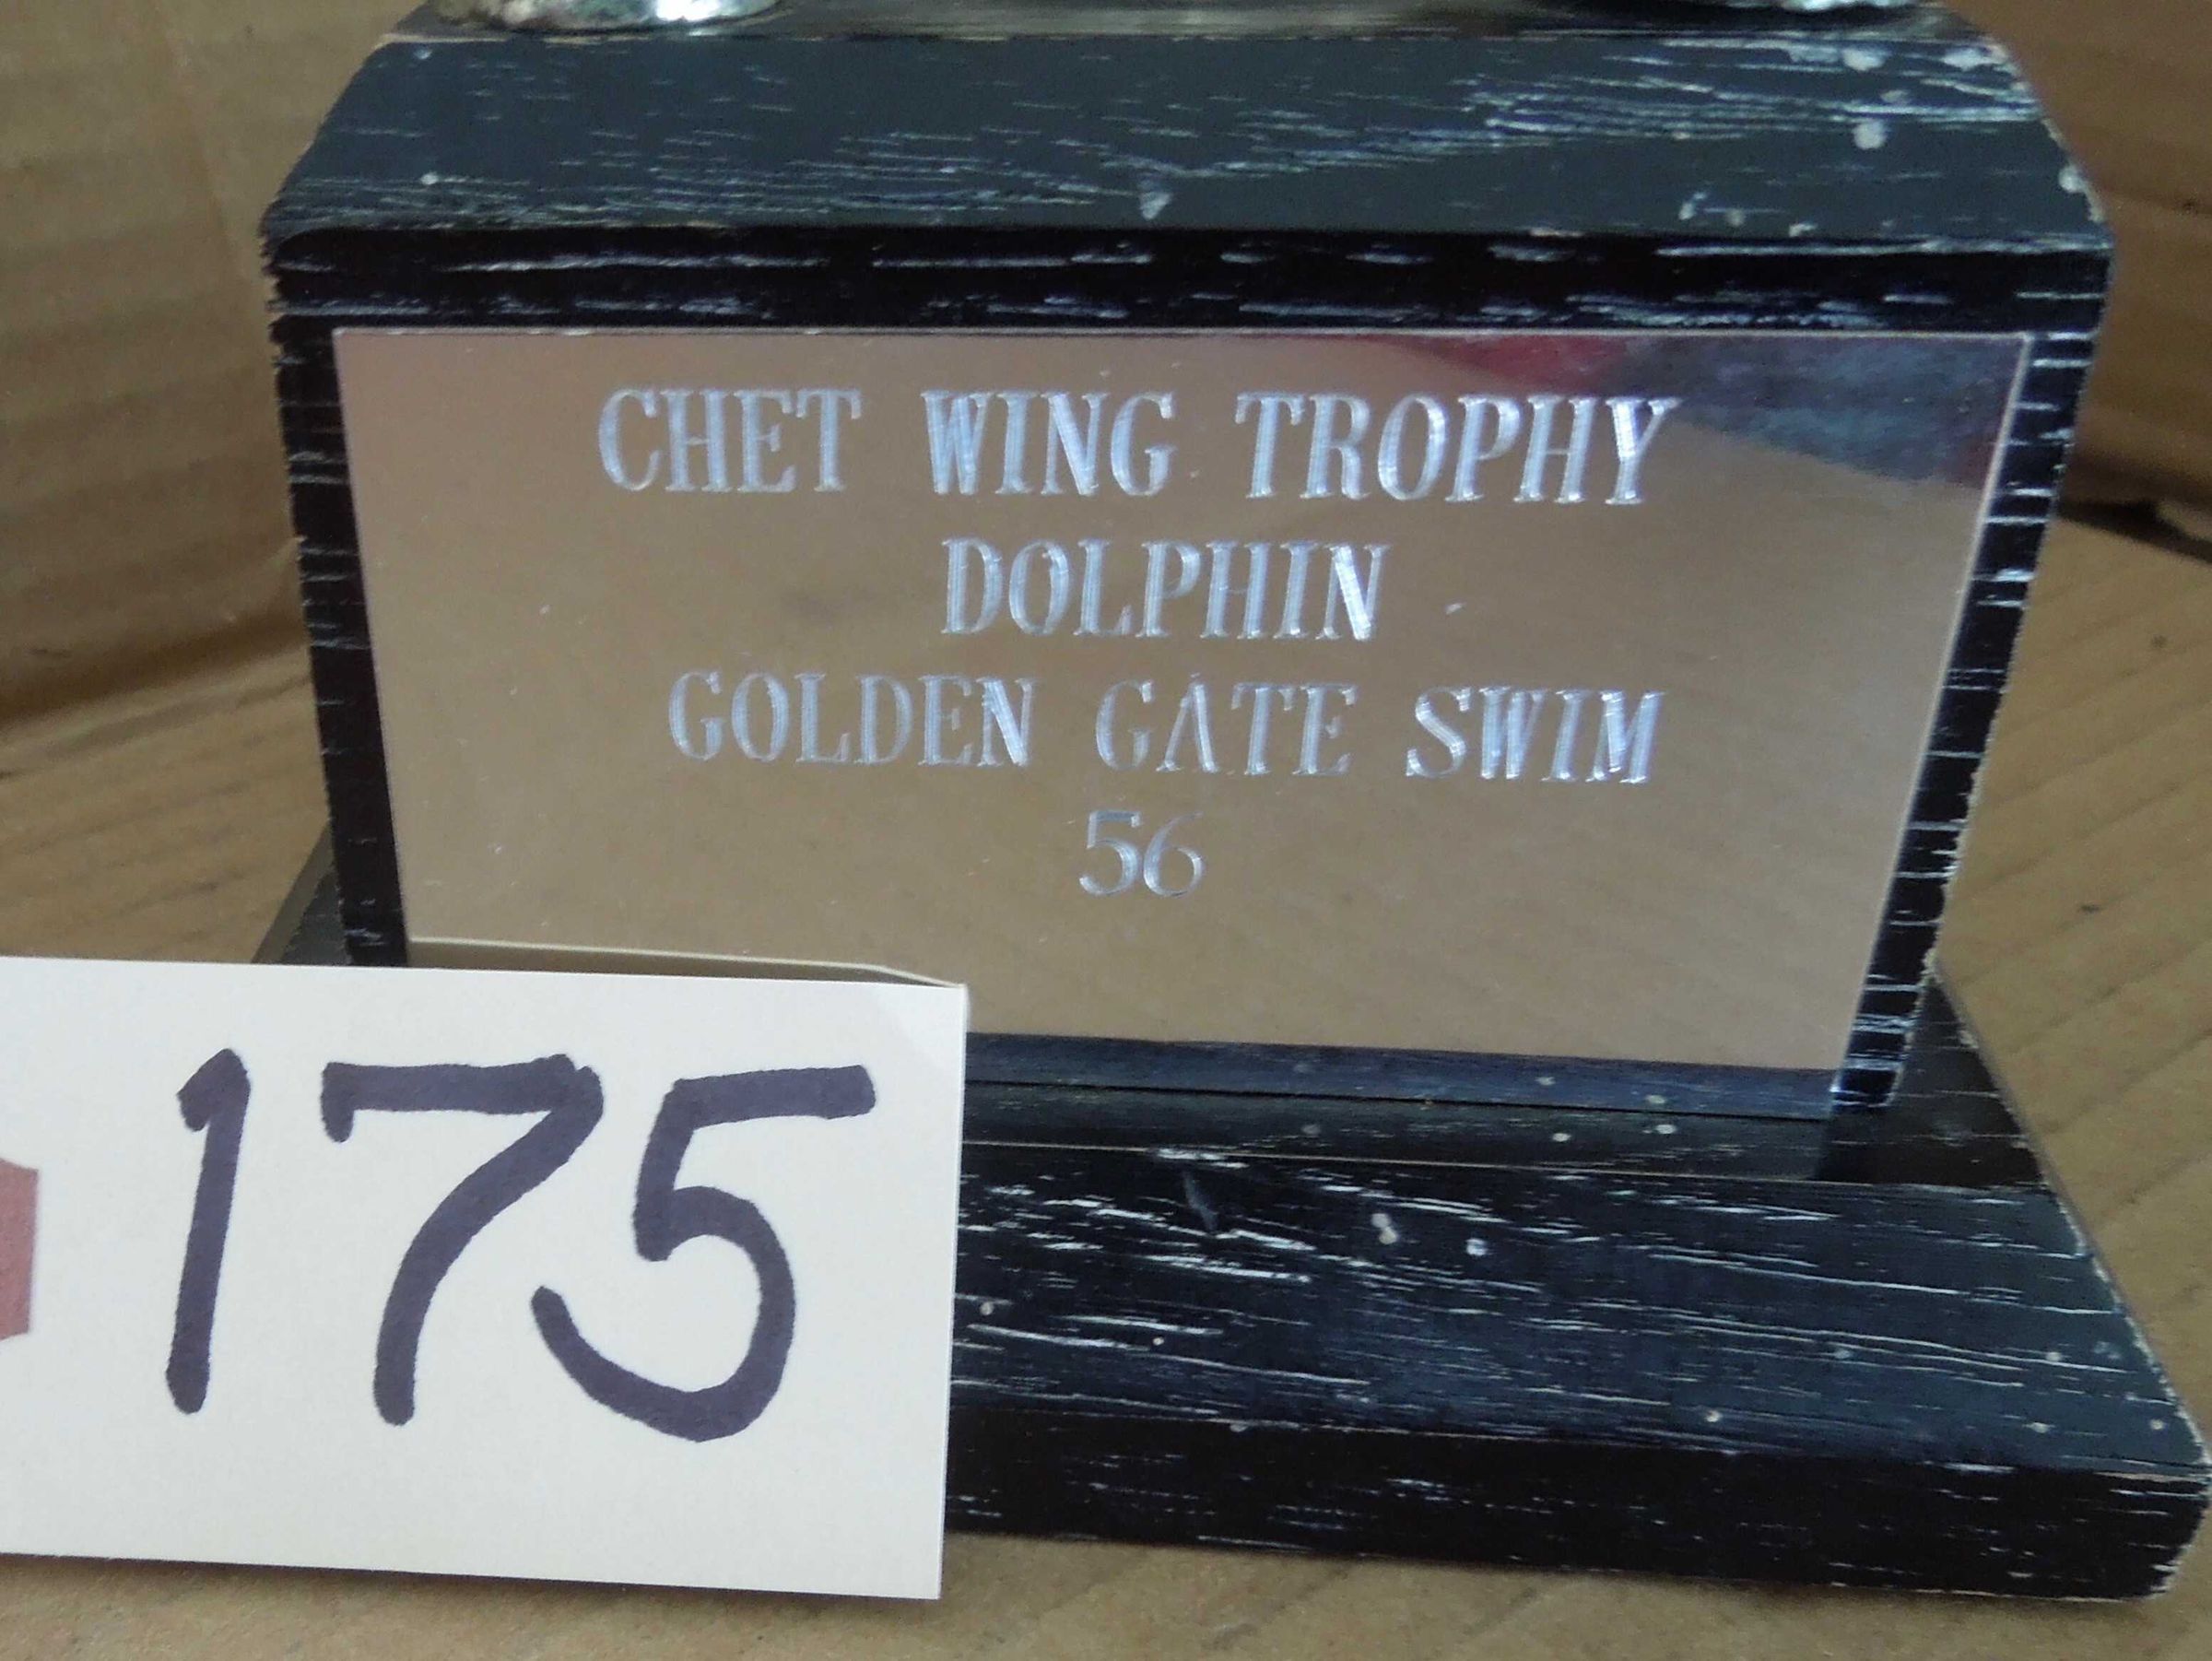 CHET WING TROPHY
DOLPHIN
GOLDEN GATE SWIM
56
175